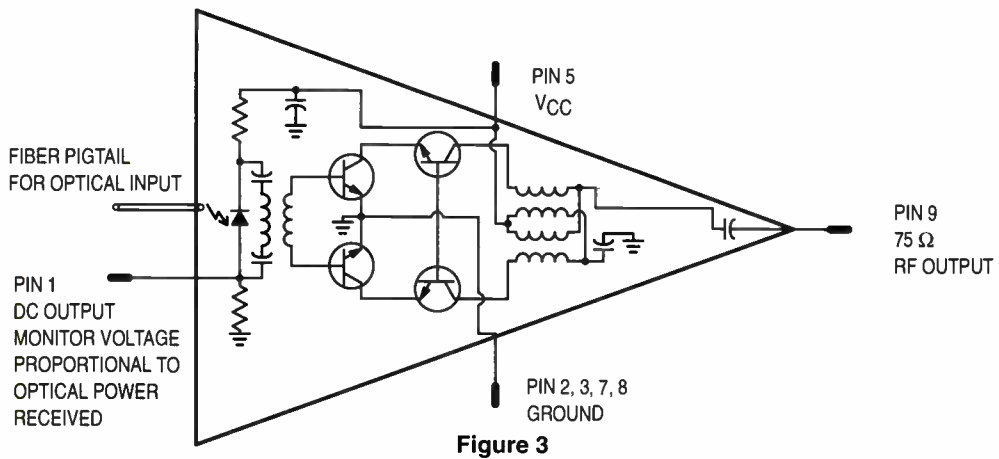 PIN 5
VCC
FIBER PIGTAIL
FOR OPTICAL INPUT
PIN 9
75 Ω
RF OUTPUT
PIN 1
DC OUTPUT
MONITOR VOLTAGE
PROPORTIONAL TO
OPTICAL POWER
RECEIVED
PIN 2, 3, 7, 8
GROUND
Figure 3